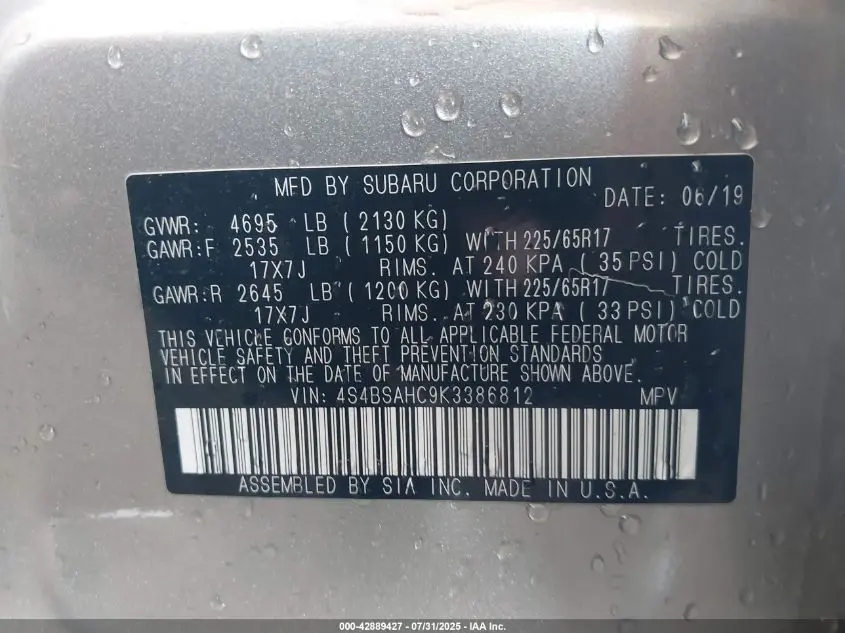 MFD BY SUBARU CORPORATION DATE: 06/19
GVWR: 4695 LB (2130 KG)
GAWR:F 2535 LB (1150 KG) WITH 225/65R17 TIRES.
17X7J RIMS. AT 240 KPA (35 PSI) COLD
GAWR:R 2645 LB (1200 KG) WITH 225/65R17 TIRES.
17X7J RIMS. AT 230 KPA (33 PSI) COLD
THIS VEHICLE CONFORMS TO ALL APPLICABLE FEDERAL MOTOR
VEHICLE SAFETY AND THEFT PREVENTION STANDARDS
IN EFFECT ON THE DATE OF MANUFACTURE SHOWN ABOVE.
VIN: 4S4BSAHC9K3386812 MPV
ASSEMBLED BY SIA INC. MADE IN U.S.A.
000-42889427 - 07/31/2025 - IAA Inc.